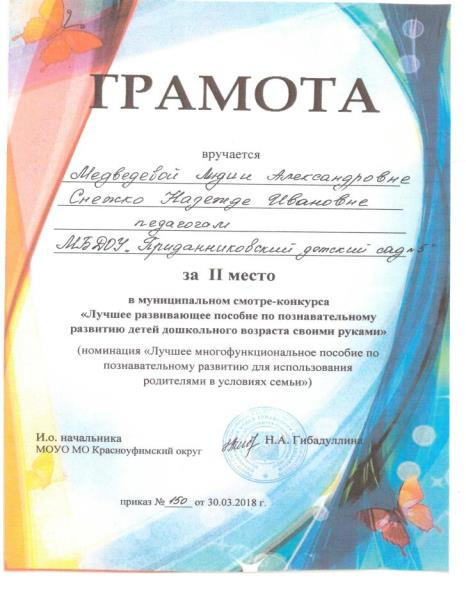 ГРАМОТА
вручается
Медведевой Лидии Александровне
Снежко Надежде Ивановне
педагогам
МБДОУ „Приданниковский детский сад №5"
за II место
в муниципальном смотре-конкурса
«Лучшее развивающее пособие по познавательному
развитию детей дошкольного возраста своими руками»
(номинация «Лучшее многофункциональное пособие по
познавательному развитию для использования
родителями в условиях семьи»)
И.о. начальника
МОУО МО Красноуфимский округ
Н.А. Гибадуллина
приказ № 150 от 30.03.2018 г.